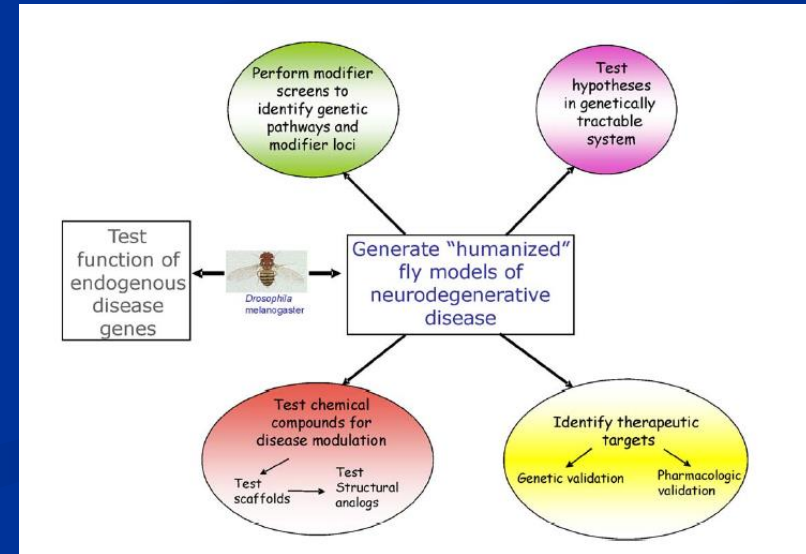 Perform modifier
screens to
identify genetic
pathways and
modifier loci
Test
hypotheses
in genetically
tractable
system
Test
function of
endogenous
disease
genes
Drosophila
melanogaster
Generate “humanized”
fly models of
neurodegenerative
disease
Test chemical
compounds for
disease modulation
Test
scaffolds
Test
Structural
analogs
Identify therapeutic
targets
Genetic validation
Pharmacologic
validation